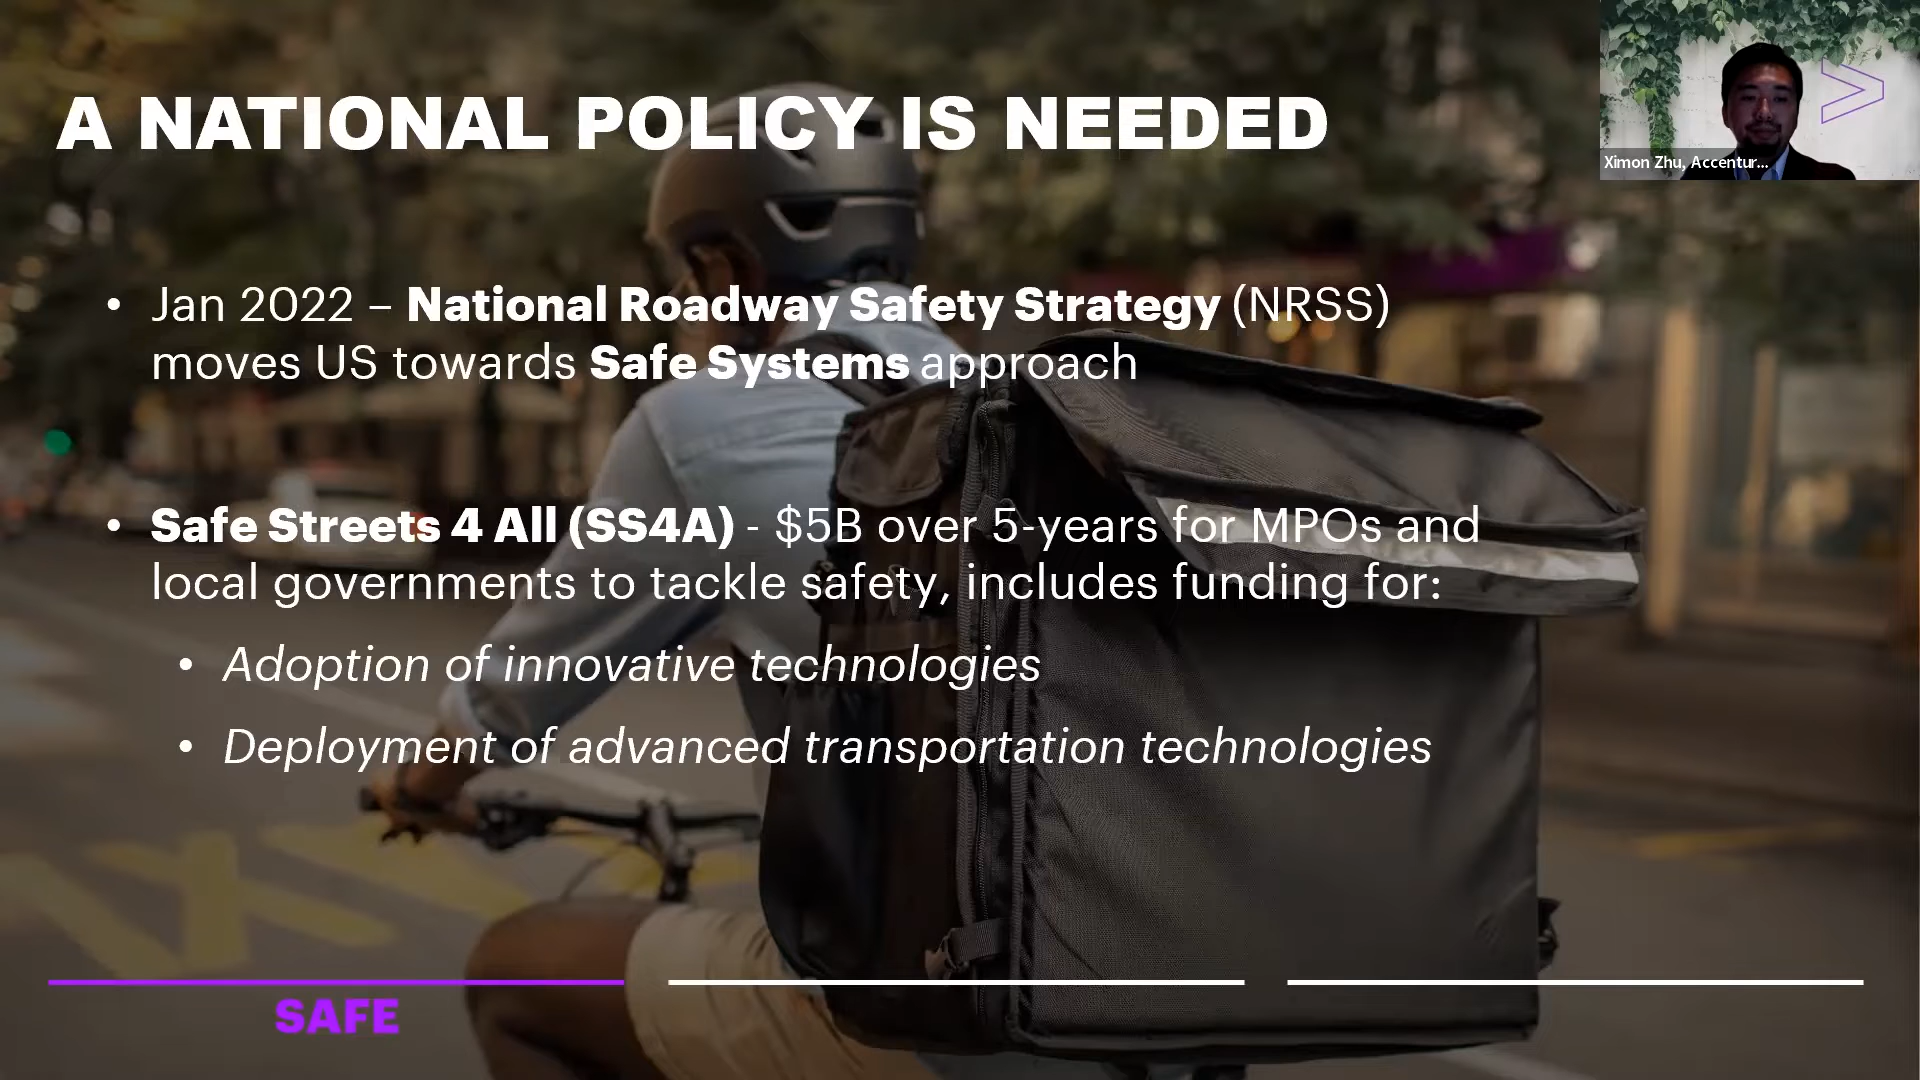 A NATIONAL POLICY IS NEEDED
Ximon Zhu, Accentur...
• Jan 2022 – National Roadway Safety Strategy (NRSS)
moves US towards Safe Systems approach
• Safe Streets 4 All (SS4A) - $5B over 5-years for MPOs and
local governments to tackle safety, includes funding for:
• Adoption of innovative technologies
• Deployment of advanced transportation technologies
SAFE